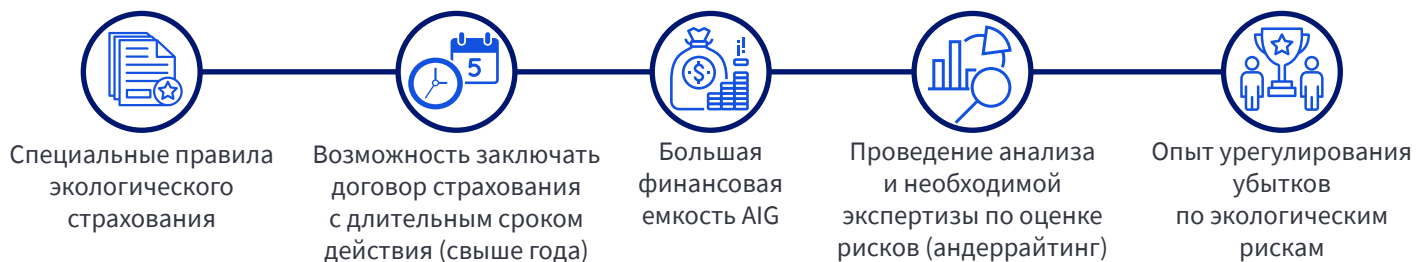 5
Специальные правила
экологического
страхования
Возможность заключать
договор страхования
с длительным сроком
действия (свыше года)
Большая
финансовая
емкость AIG
Проведение анализа
и необходимой
экспертизы по оценке
рисков (андеррайтинг)
Опыт урегулирования
убытков
по экологическим
рискам